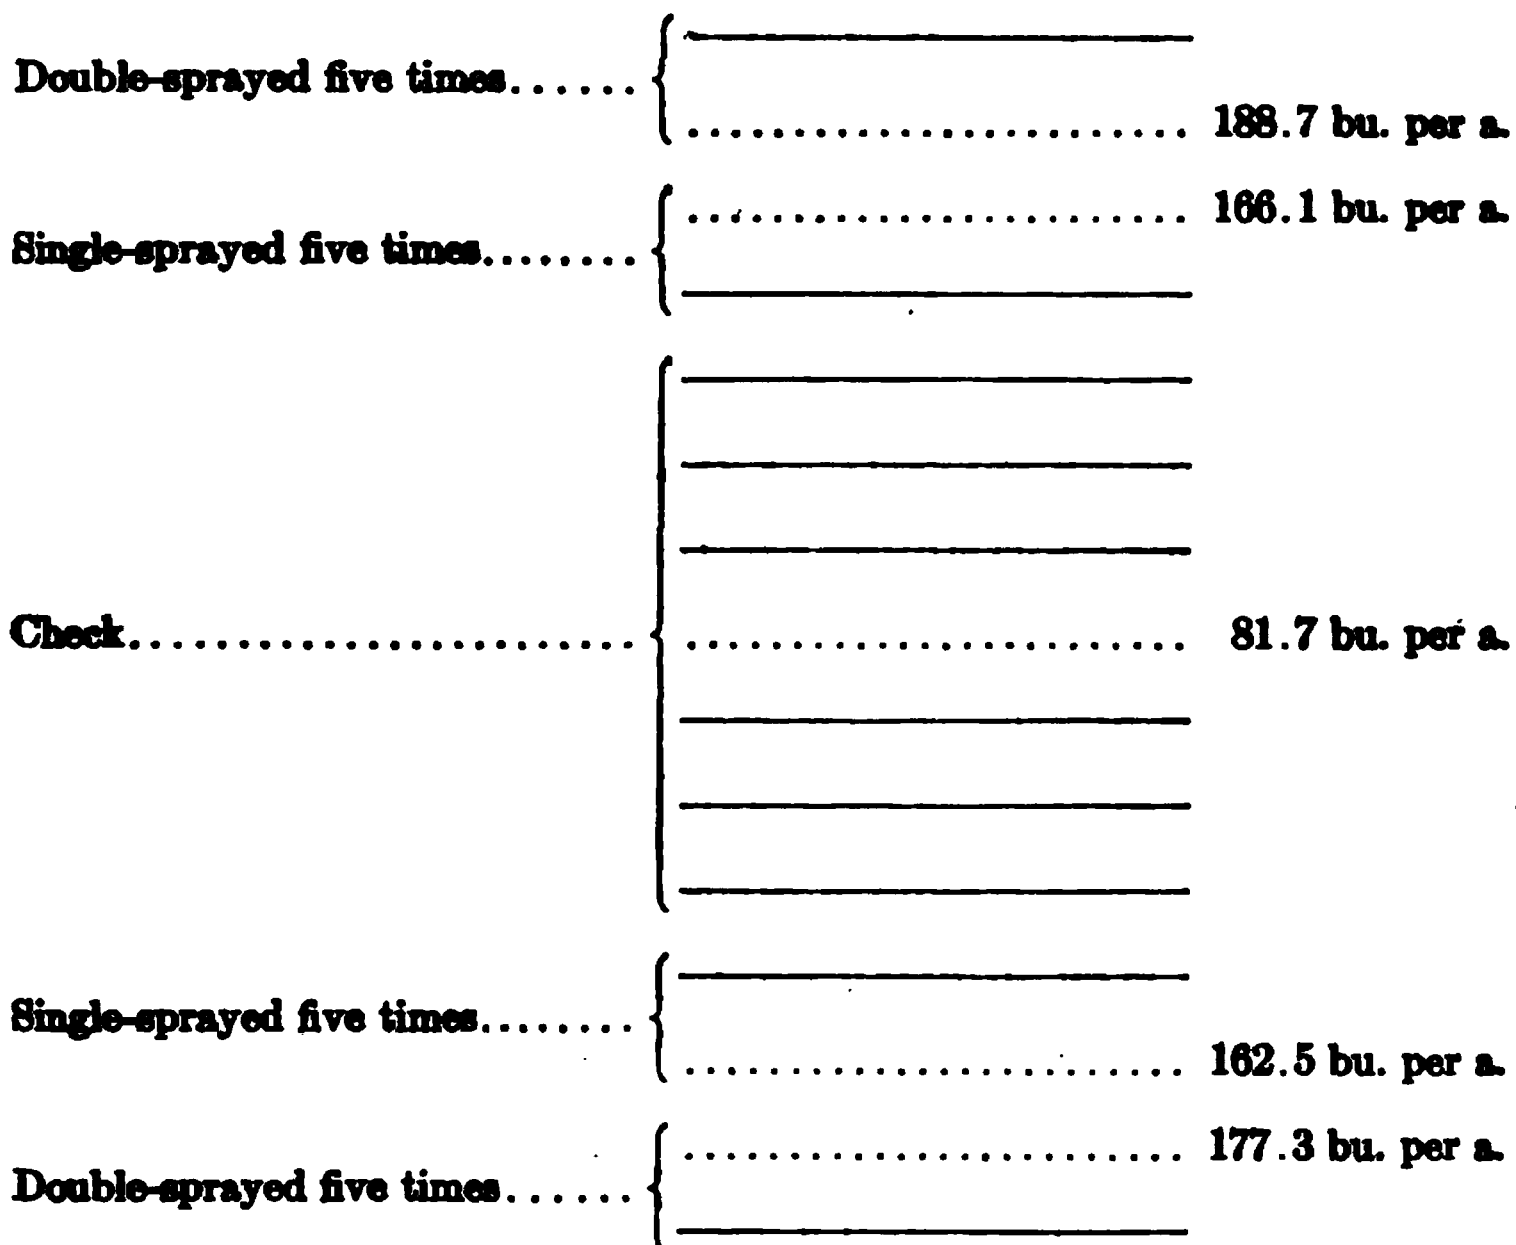 Double-sprayed five times......
188.7 bu. per a.
166.1 bu. per a.
Single-sprayed five times.......
Check..................... 81.7 bu. per a.
Single-sprayed five times.......
162.5 bu. per a.
177.3 bu. per a.
Double-sprayed five times......